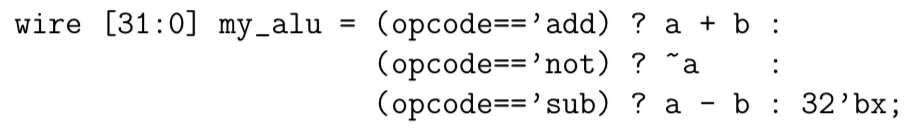 wire [31:0] my_alu = (opcode=='add) ? a + b :
(opcode=='not) ? ~a :
(opcode=='sub) ? a - b : 32'bx;